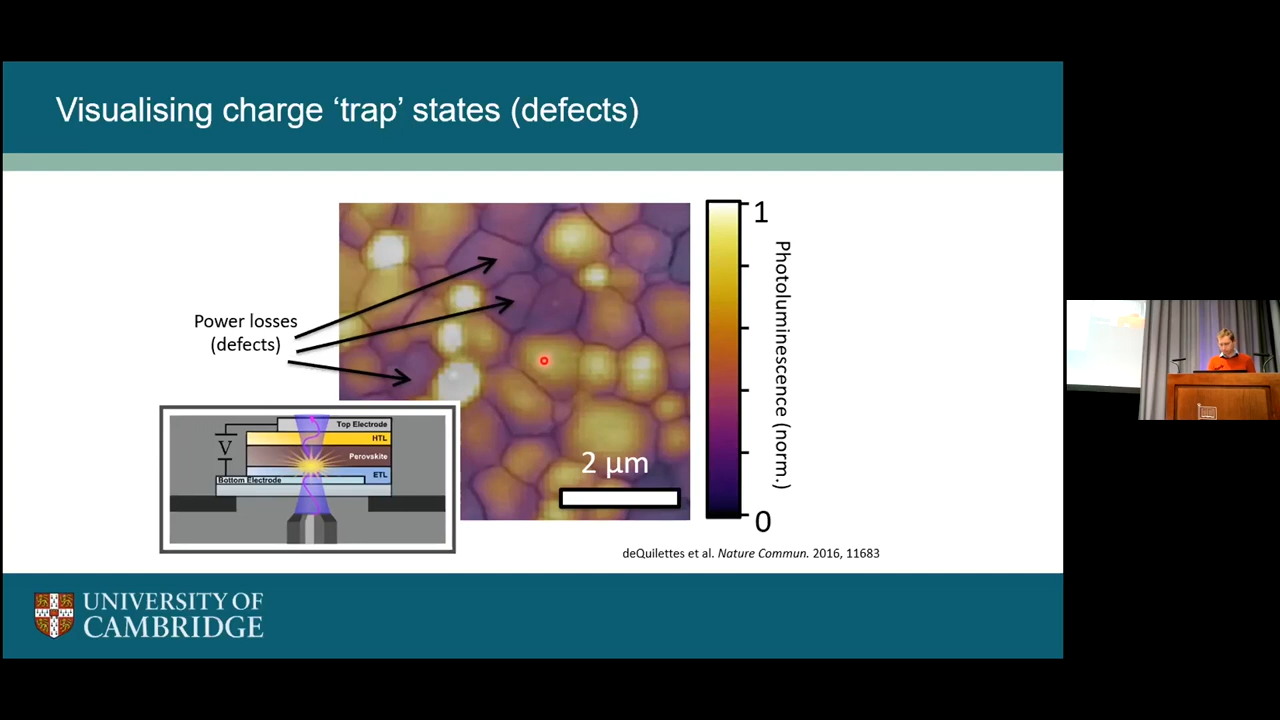 Visualising charge ‘trap’ states (defects)
Power losses
(defects)
1
Photoluminescence (norm.)
0
2 µm
Top Electrode
HTL
Perovskite
ETL
Bottom Electrode
V
deQuilettes et al. Nature Commun. 2016, 11683
UNIVERSITY OF
CAMBRIDGE